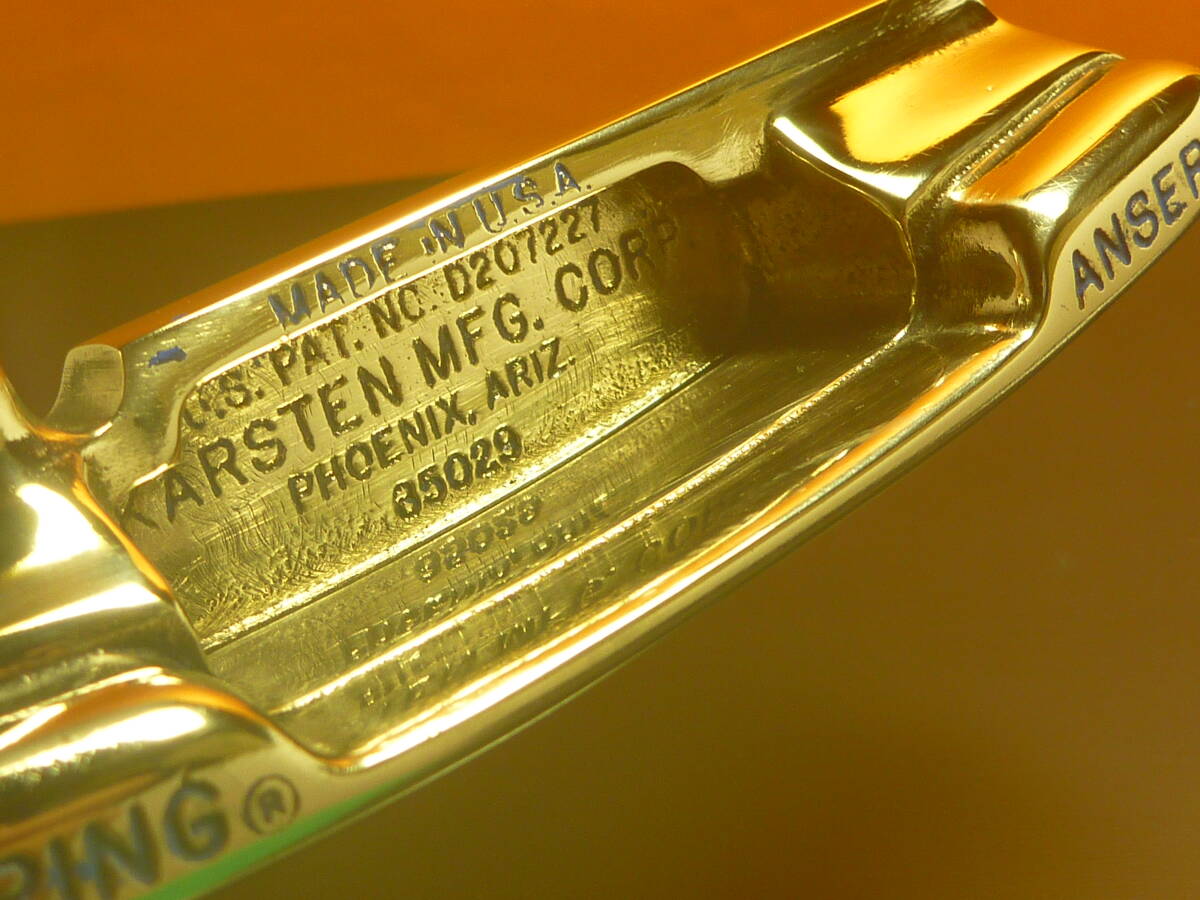 MADE IN U.S.A.
U.S. PAT. NO. D207227
KARSTEN MFG. CORP.
PHOENIX, ARIZ.
85029
ANSER
PING®